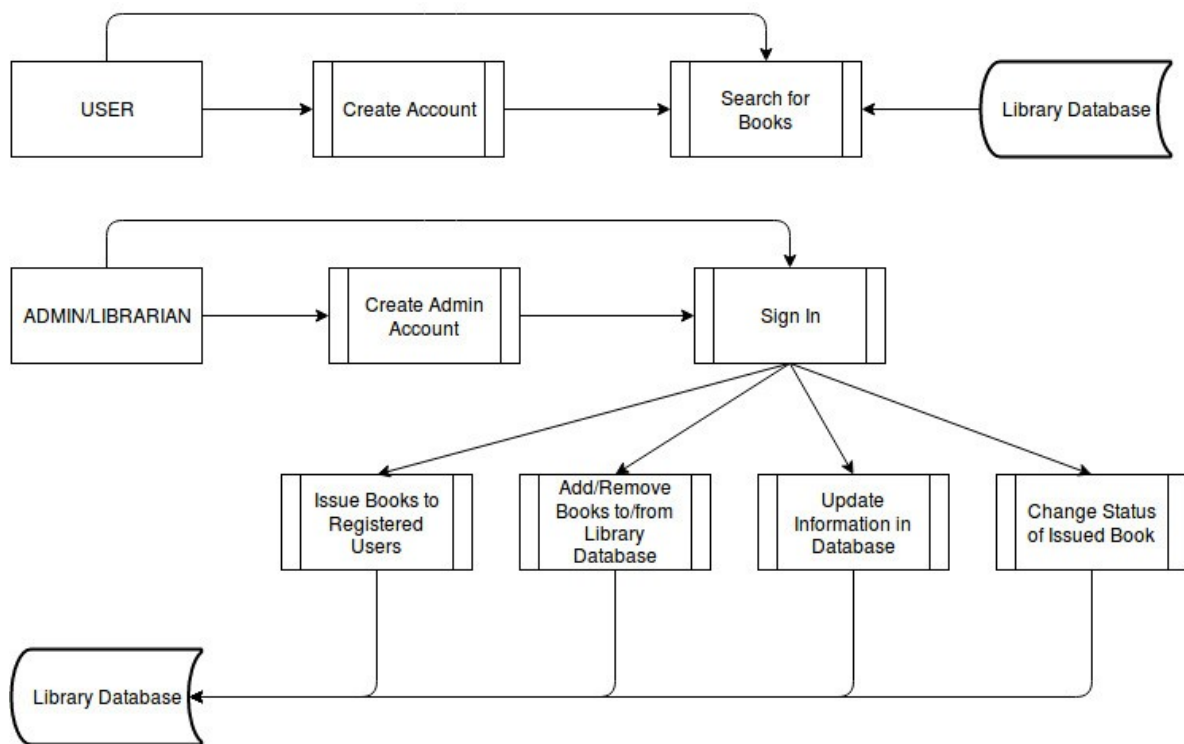 USER
Create Account
Search for
Books
Library Database
ADMIN/LIBRARIAN
Create Admin
Account
Sign In
Issue Books to
Registered
Users
Add/Remove
Books to/from
Library
Database
Update
Information in
Database
Change Status
of Issued Book
Library Database